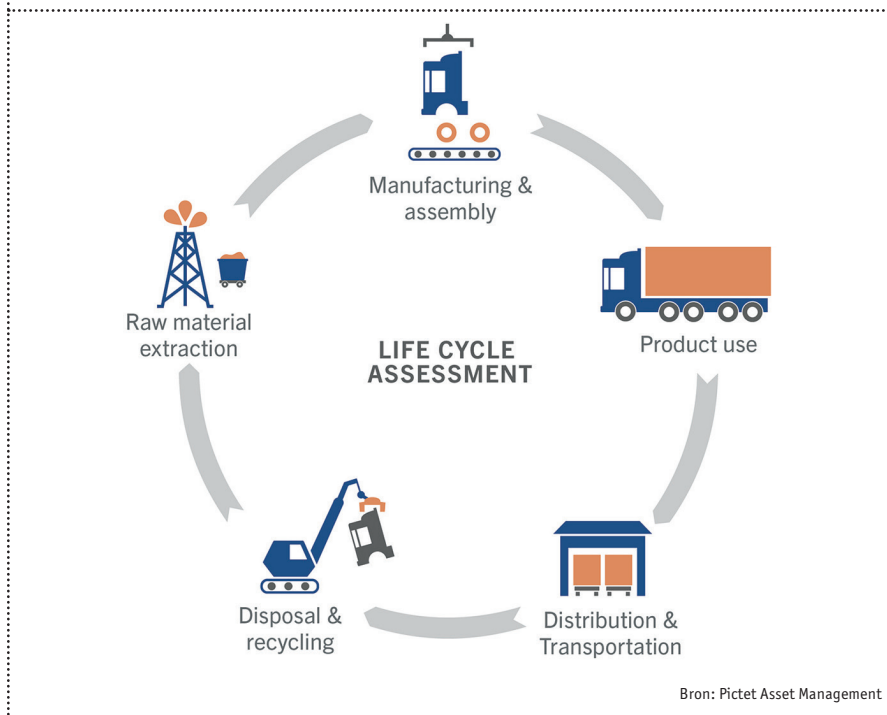 Manufacturing &
assembly
Raw material
extraction
Product use
LIFE CYCLE
ASSESSMENT
Disposal &
recycling
Distribution &
Transportation
Bron: Pictet Asset Management